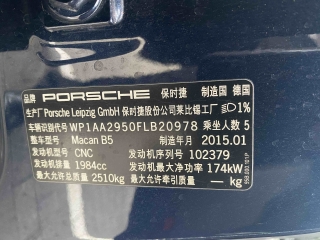 品牌 PORSCHE 保时捷 制造国 德国
生产厂 Porsche Leipzig GmbH 保时捷股份公司莱比锡工厂 1%
车辆识别代号 WP1AA2950FLB20978 乘坐人数 5
整车型号 Macan B5 制造年月 2015.01
发动机型号 CNC 发动机序号 102379
发动机排量 1984cc 发动机最大净功率 174kW
最大允许总质量 2510kg 最大允许牵引质量 — kg